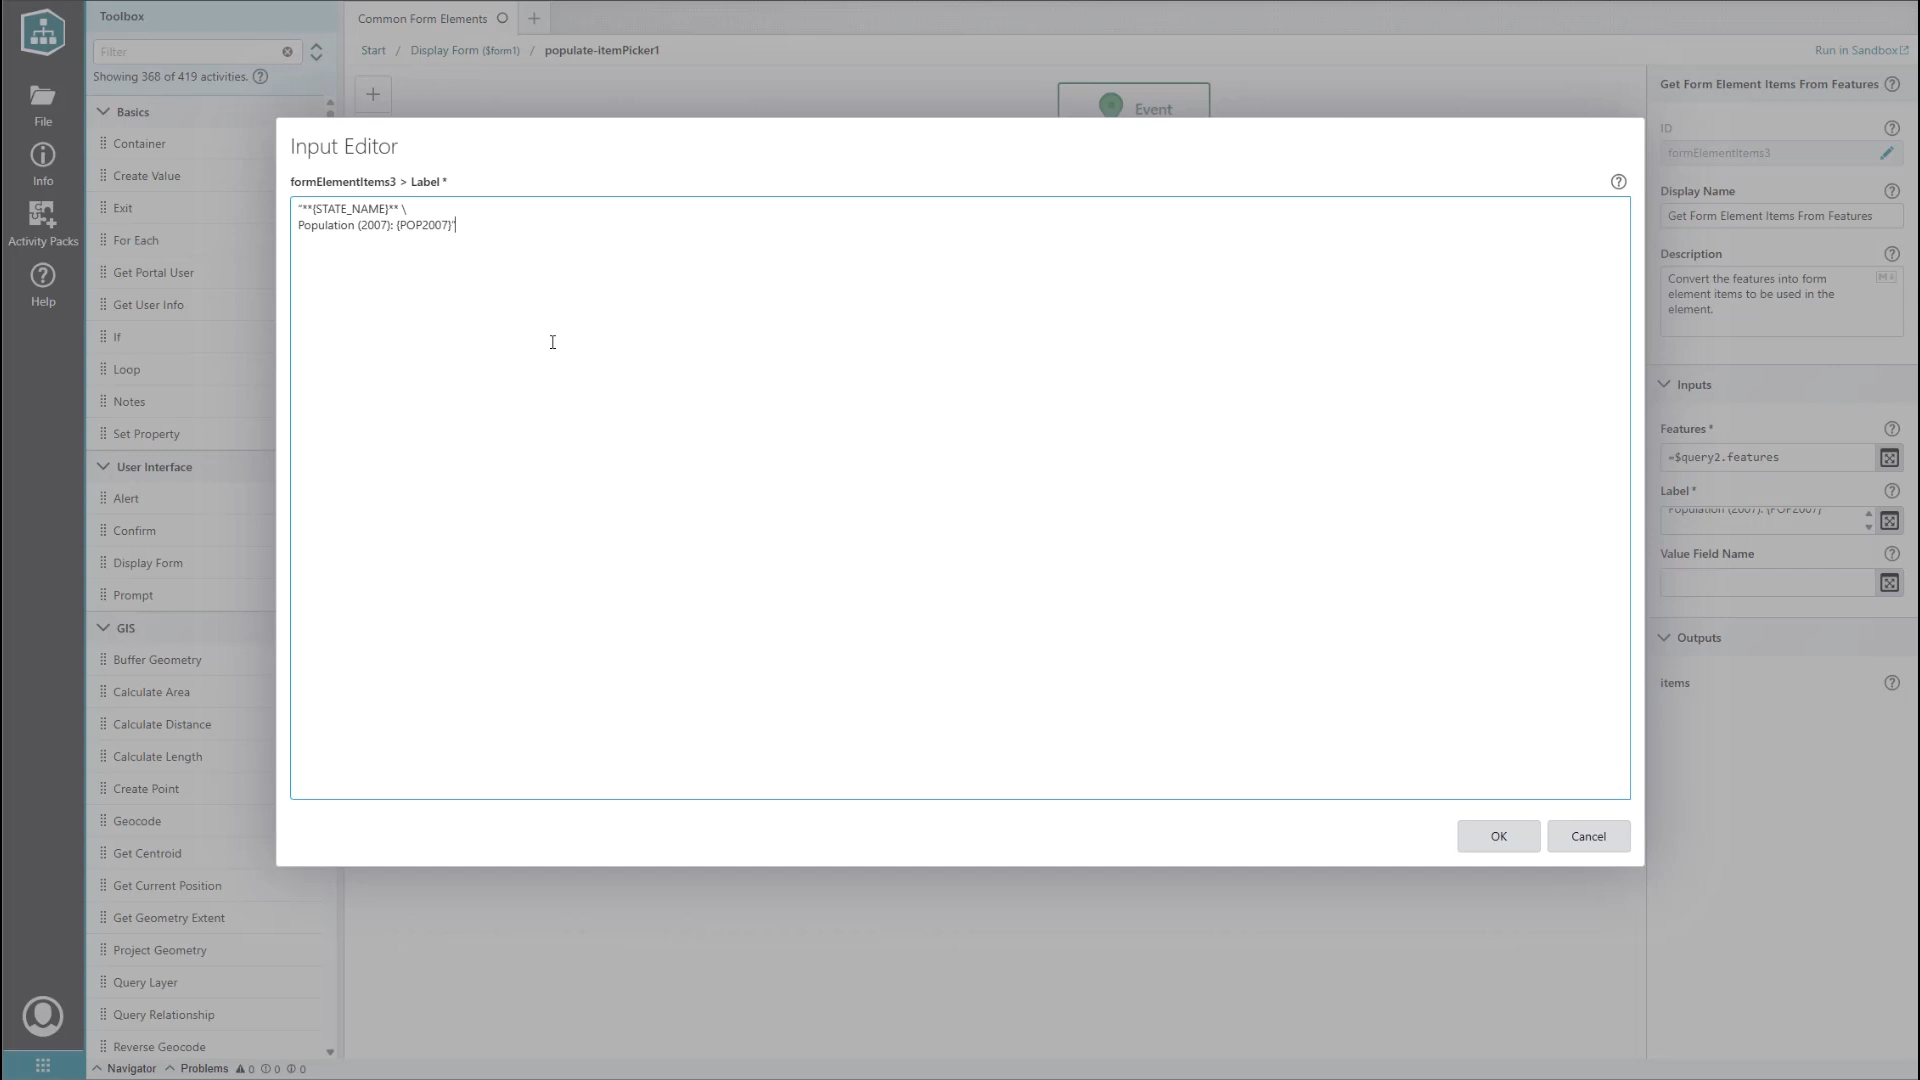 Toolbox
Common Form Elements
Filter
Start / Display Form ($form1) / populate-itemPicker1
Run in Sandbox
Showing 368 of 419 activities.
File
Info
Activity Packs
Help
Basics
Container
Create Value
Exit
For Each
Get Portal User
Get User Info
If
Loop
Notes
Set Property
User Interface
Alert
Confirm
Display Form
Prompt
GIS
Buffer Geometry
Calculate Area
Calculate Distance
Calculate Length
Create Point
Geocode
Get Centroid
Get Current Position
Get Geometry Extent
Project Geometry
Query Layer
Query Relationship
Reverse Geocode
Navigator Problems 0 0 0
Event
Input Editor
formElementItems3 > Label *
"**{STATE_NAME}** \
Population (2007): {POP2007}"
OK Cancel
Get Form Element Items From Features
ID
formElementItems3
Display Name
Get Form Element Items From Features
Description
Convert the features into form
element items to be used in the
element.
Inputs
Features *
=$query2.features
Label *
Population (2007): {POP2007}
Value Field Name
Outputs
items